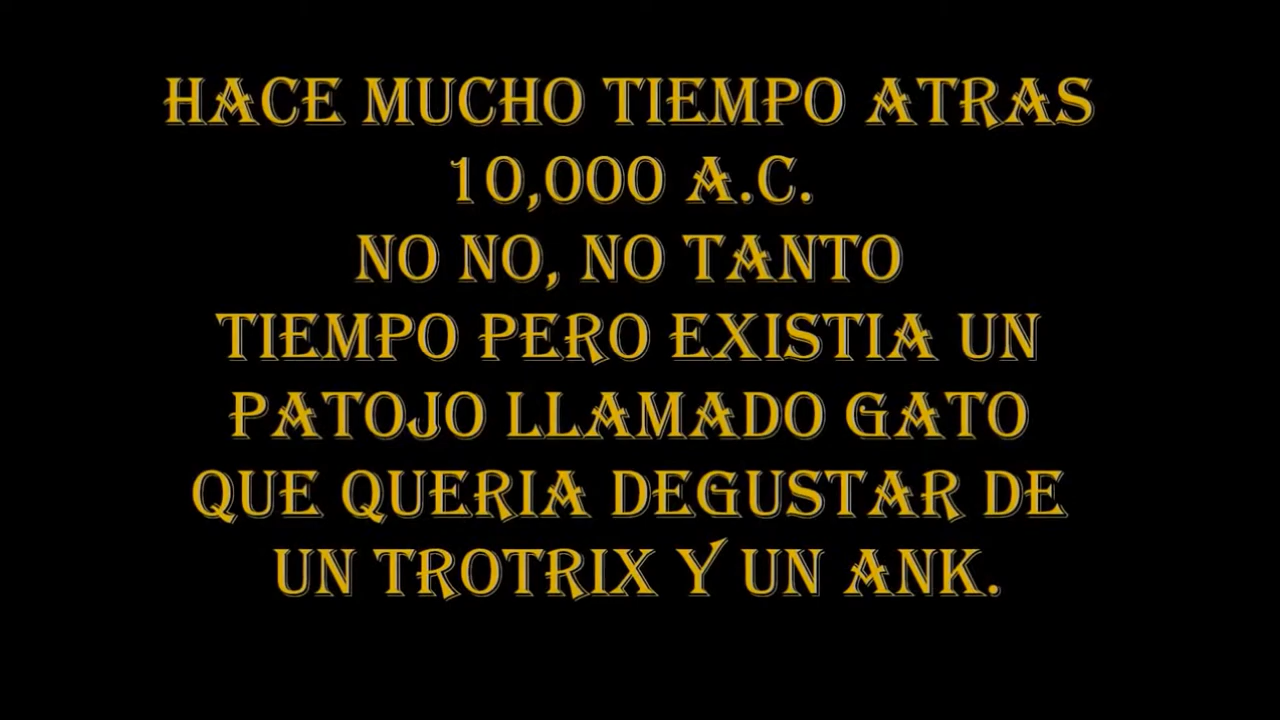 HACE MUCHO TIEMPO ATRAS
10,000 A.C.
NO NO, NO TANTO
TIEMPO PERO EXISTIA UN
PATOJO LLAMADO GATO
QUE QUERIA DEGUSTAR DE
UN TROTRIX Y UN ANK.